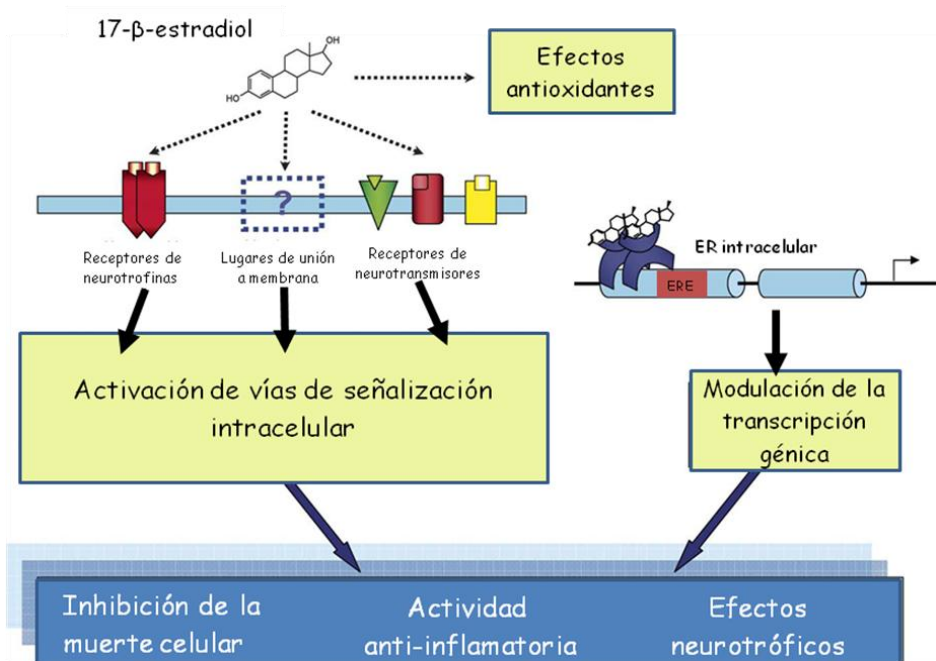 17-β-estradiol
OH
HO
Efectos
antioxidantes
?
Receptores de
neurotrofinas
Lugares de unión
a membrana
Receptores de
neurotransmisores
ER intracelular
ERE
Activación de vías de señalización
intracelular
Modulación de la
transcripción
génica
Inhibición de la
muerte celular
Actividad
anti-inflamatoria
Efectos
neurotróficos